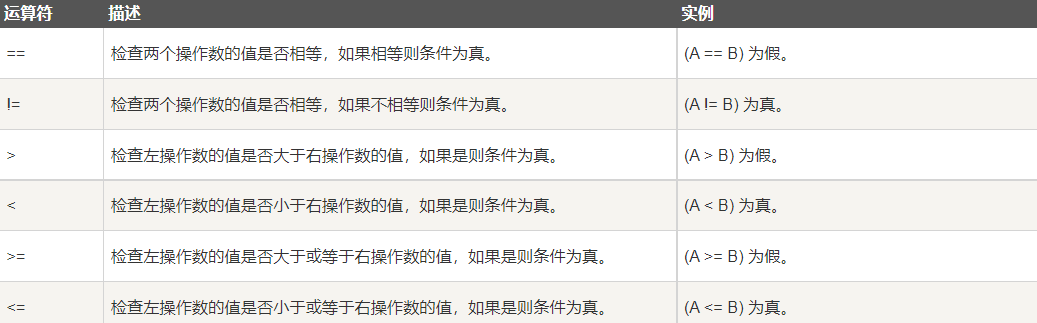 运算符 描述 实例
== 检查两个操作数的值是否相等，如果相等则条件为真。 (A == B) 为假。
!= 检查两个操作数的值是否相等，如果不相等则条件为真。 (A != B) 为真。
> 检查左操作数的值是否大于右操作数的值，如果是则条件为真。 (A > B) 为假。
< 检查左操作数的值是否小于右操作数的值，如果是则条件为真。 (A < B) 为真。
>= 检查左操作数的值是否大于或等于右操作数的值，如果是则条件为真。 (A >= B) 为假。
<= 检查左操作数的值是否小于或等于右操作数的值，如果是则条件为真。 (A <= B) 为真。